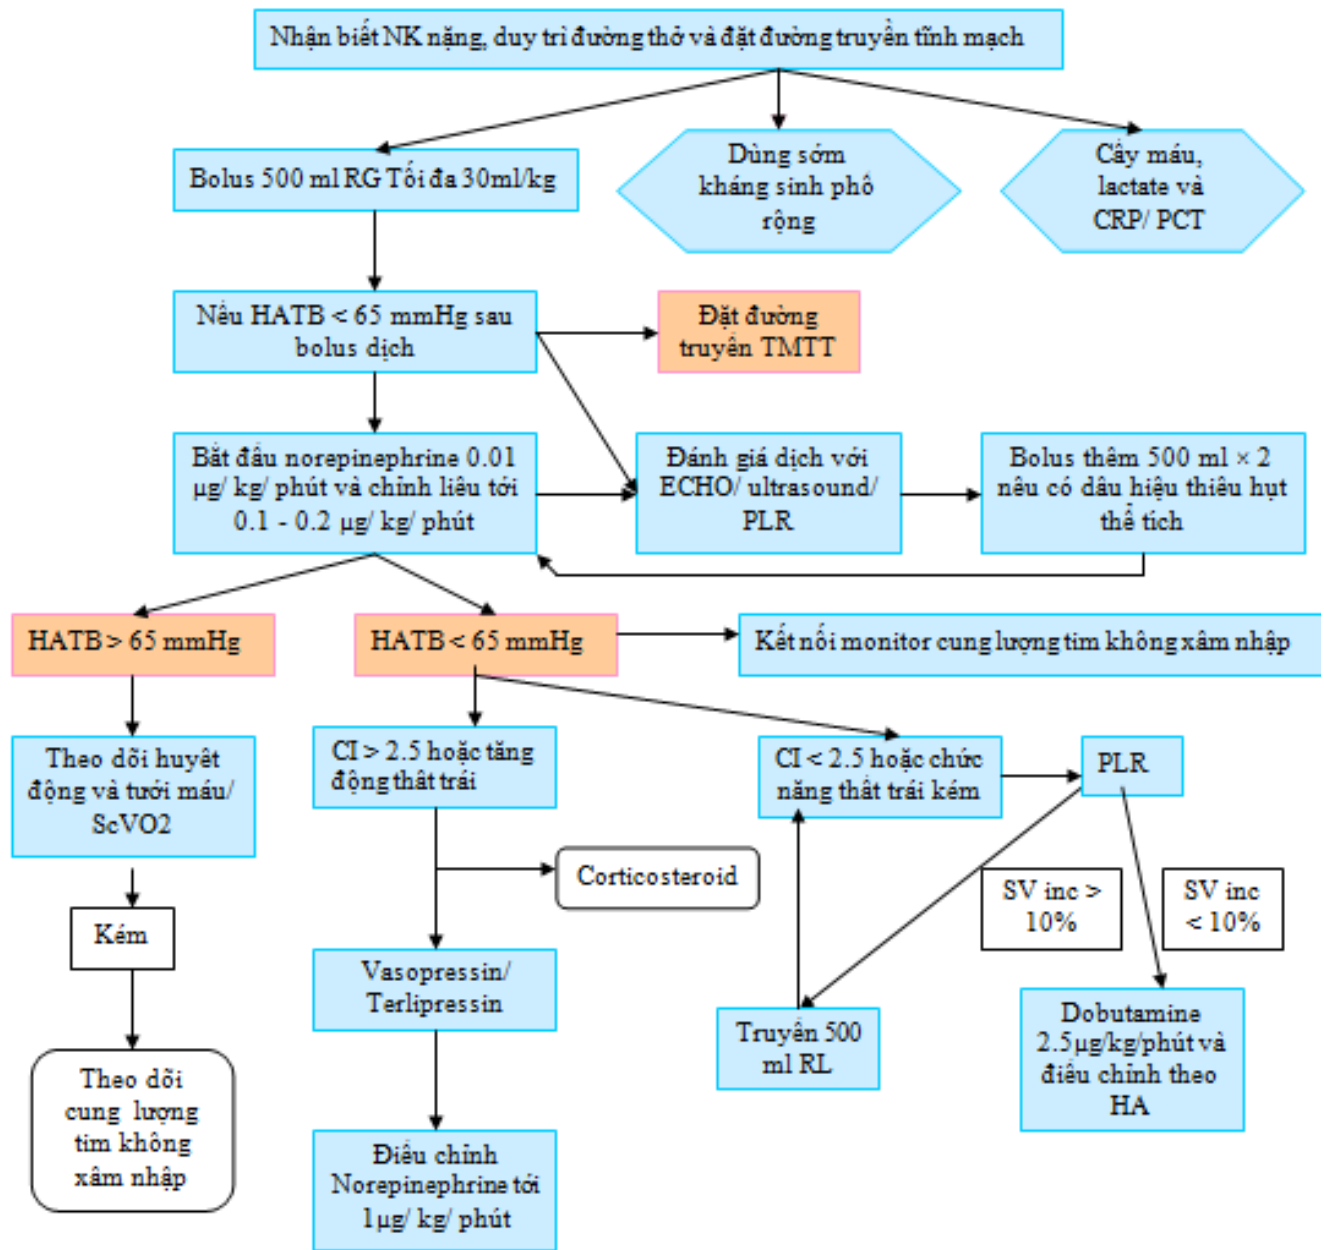 Nhận biết NK nặng, duy trì đường thở và đặt đường truyền tĩnh mạch
Bolus 500 ml RG Tối đa 30ml/kg
Dùng sớm
kháng sinh phổ
rộng
Cấy máu,
lactate và
CRP/ PCT
Nếu HATB < 65 mmHg sau
bolus dịch
Đặt đường
truyền TMTT
Bắt đầu norepinephrine 0.01
µg/ kg/ phút và chỉnh liều tới
0.1 - 0.2 µg/ kg/ phút
Đánh giá dịch với
ECHO/ ultrasound/
PLR
Bolus thêm 500 ml × 2
nếu có dấu hiệu thiếu hụt
thể tích
HATB > 65 mmHg
HATB < 65 mmHg
Kết nối monitor cung lượng tim không xâm nhập
Theo dõi huyết
động và tưới máu/
ScVO2
CI > 2.5 hoặc tăng
động thất trái
CI < 2.5 hoặc chức
năng thất trái kém
PLR
Kém
Corticosteroid
SV inc >
10%
SV inc
< 10%
Vasopressin/
Terlipressin
Truyền 500
ml RL
Dobutamine
2.5µg/kg/phút và
điều chỉnh theo
HA
Theo dõi
cung lượng
tim không
xâm nhập
Điều chỉnh
Norepinephrine tới
1µg/ kg/ phút